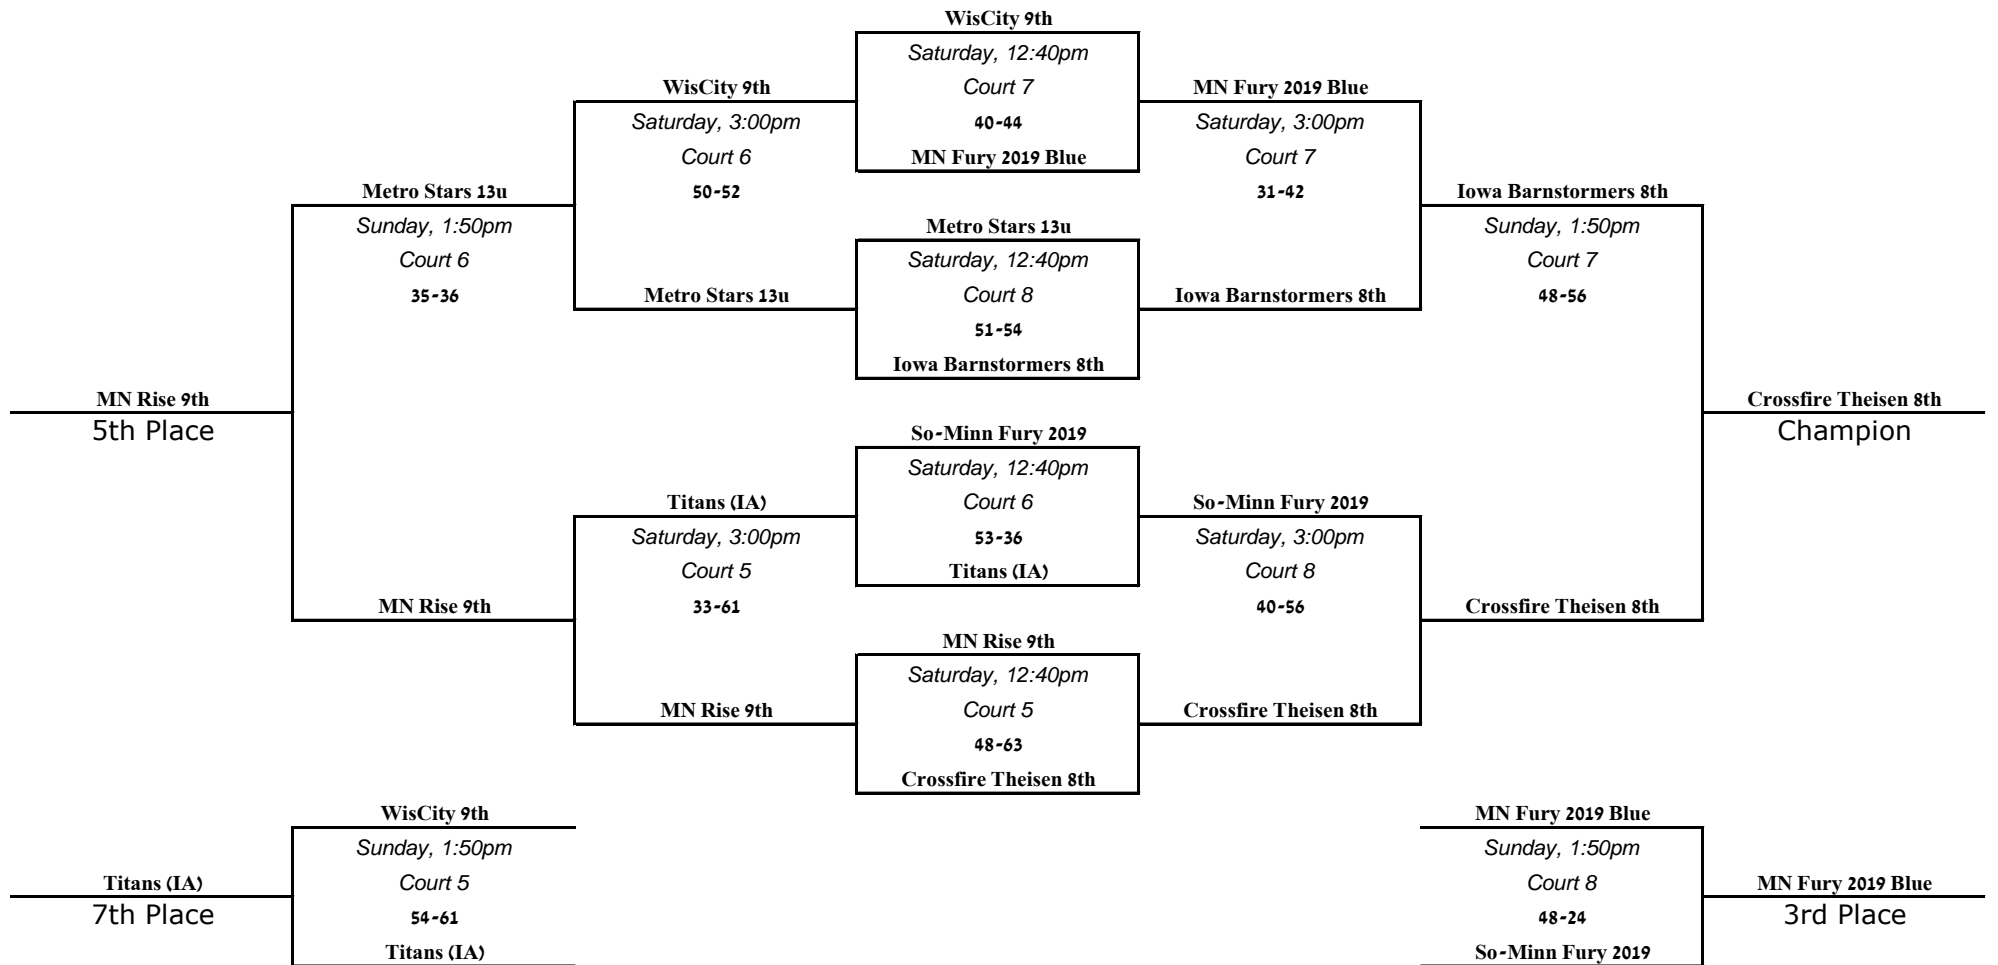 WisCity 9th
Saturday, 12:40pm
WisCity 9th
Court 7
MN Fury 2019 Blue
Saturday, 3:00pm
40-44
Saturday, 3:00pm
Court 6
MN Fury 2019 Blue
Court 7
Metro Stars 13u
50-52
31-42
Iowa Barnstormers 8th
Sunday, 1:50pm
Metro Stars 13u
Sunday, 1:50pm
Court 6
Saturday, 12:40pm
Court 7
35-36
Metro Stars 13u
Court 8
Iowa Barnstormers 8th
48-56
51-54
Iowa Barnstormers 8th
MN Rise 9th
Crossfire Theisen 8th
5th Place
So-Minn Fury 2019
Champion
Saturday, 12:40pm
Titans (IA)
Court 6
So-Minn Fury 2019
Saturday, 3:00pm
53-36
Saturday, 3:00pm
Court 5
Titans (IA)
Court 8
MN Rise 9th
33-61
40-56
Crossfire Theisen 8th
MN Rise 9th
Saturday, 12:40pm
MN Rise 9th
Court 5
Crossfire Theisen 8th
48-63
Crossfire Theisen 8th
WisCity 9th
MN Fury 2019 Blue
Sunday, 1:50pm
Sunday, 1:50pm
Titans (IA)
Court 5
Court 8
MN Fury 2019 Blue
7th Place
54-61
48-24
3rd Place
Titans (IA)
So-Minn Fury 2019